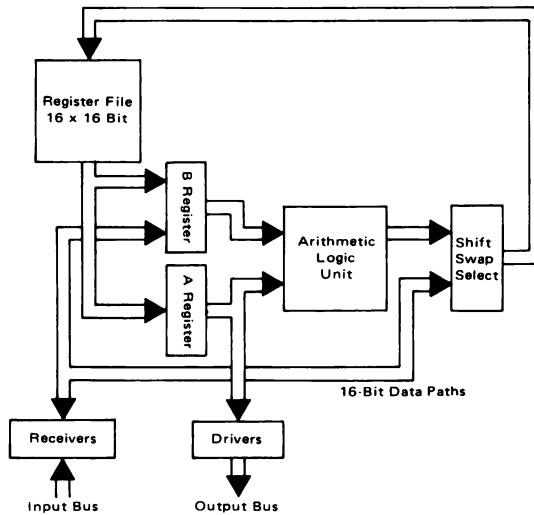 Register File
16 x 16 Bit
B Register
A Register
Arithmetic
Logic
Unit
Shift
Swap
Select
16-Bit Data Paths
Receivers
Drivers
Input Bus
Output Bus